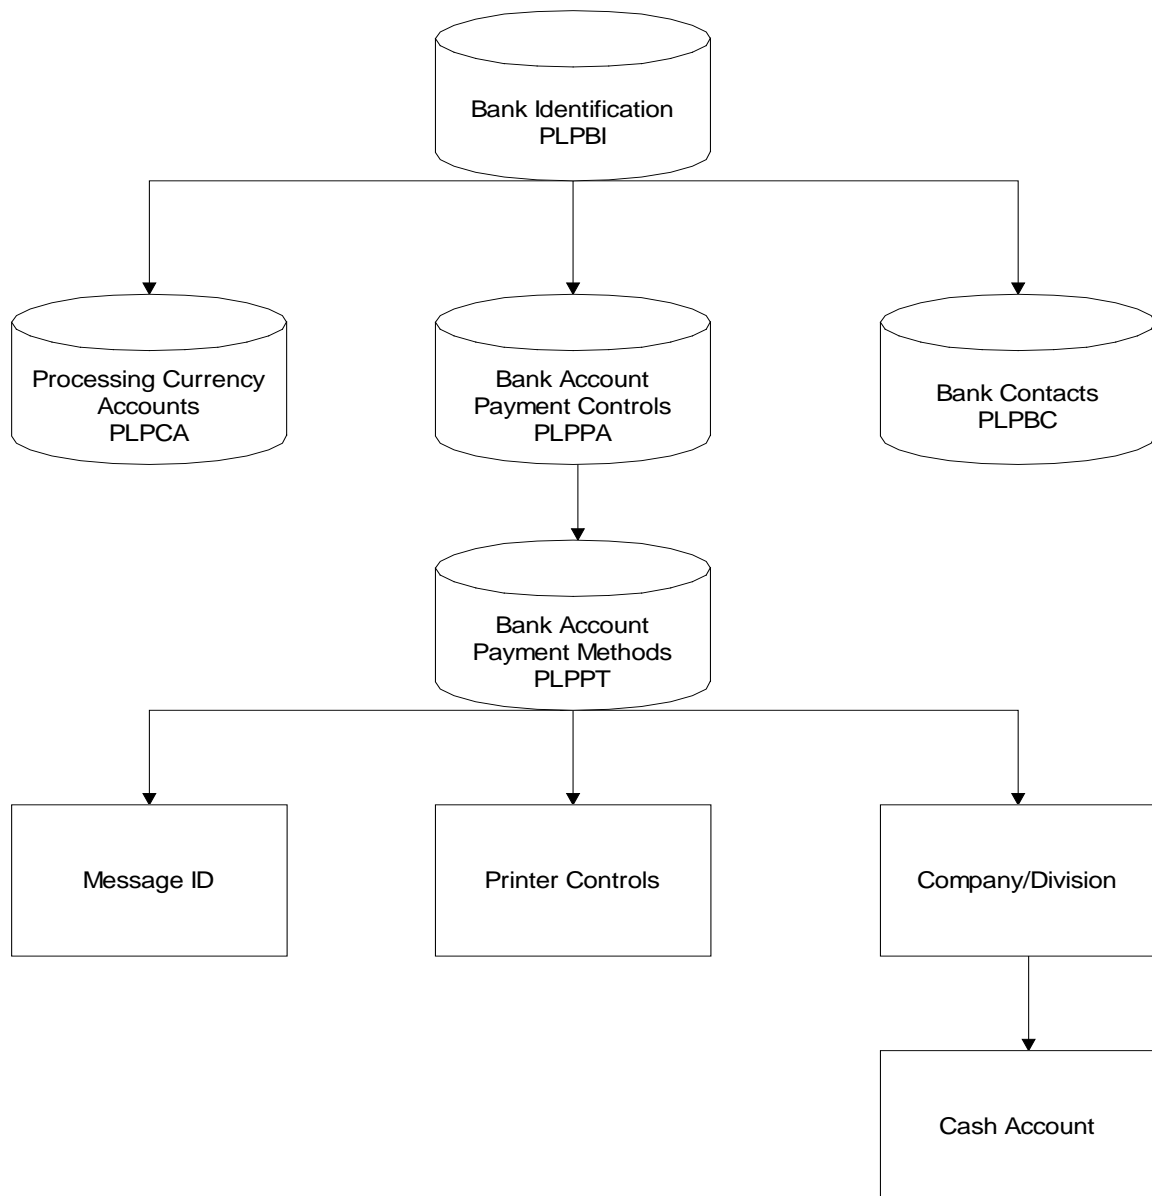 Bank Identification
PLPBI
Processing Currency
Accounts
PLPCA
Bank Account
Payment Controls
PLPPA
Bank Contacts
PLPBC
Bank Account
Payment Methods
PLPPT
Message ID
Printer Controls
Company/Division
Cash Account